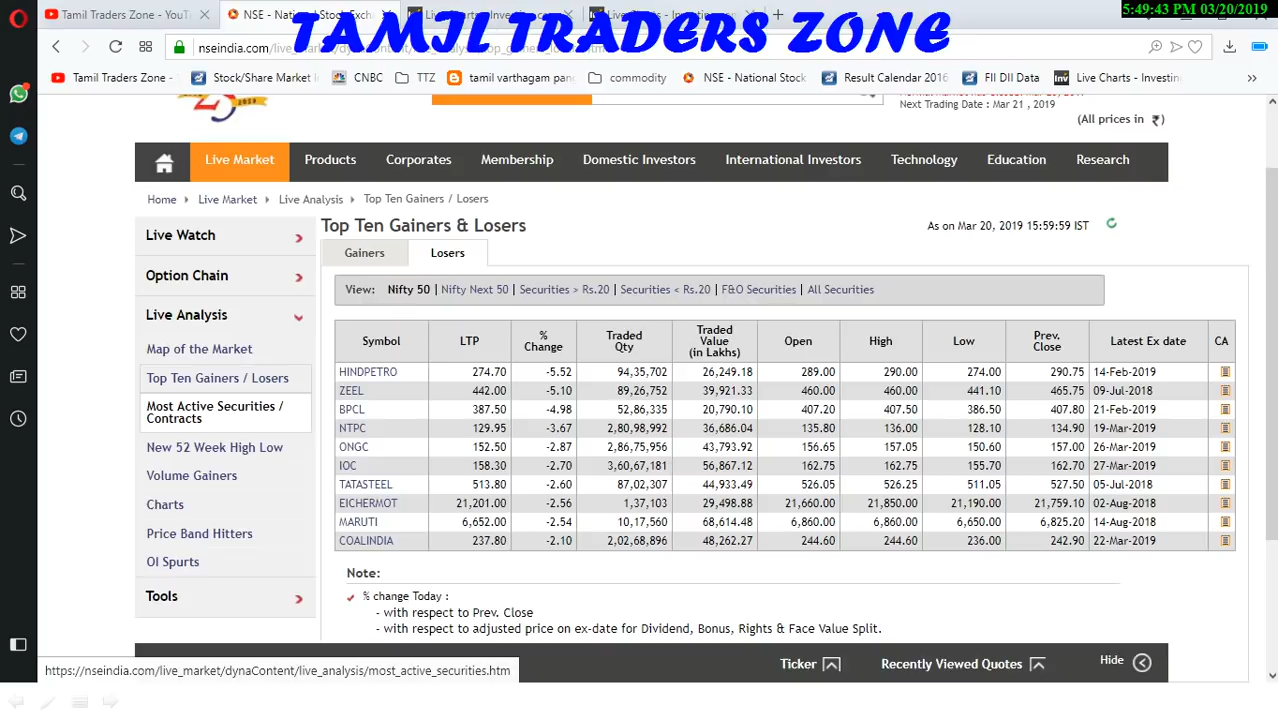 5:49:43 PM 03/20/2019
TAMIL TRADERS ZONE
Tamil Traders Zone - YouT
NSE - National Stock Excha
nseindia.com
Tamil Traders Zone - Stock/Share Market CNBC TTZ tamil varthagam pan commodity NSE - National Stock Result Calendar 2016 FII DII Data Live Charts - Investin »
Next Trading Date : Mar 21 , 2019
(All prices in ₹)
Live Market Products Corporates Membership Domestic Investors International Investors Technology Education Research
Home Live Market Live Analysis Top Ten Gainers / Losers
Top Ten Gainers & Losers
As on Mar 20, 2019 15:59:59 IST
Gainers Losers
View: Nifty 50 | Nifty Next 50 | Securities > Rs.20 | Securities < Rs.20 | F&O Securities | All Securities
Live Watch
Option Chain
Live Analysis
Map of the Market
Top Ten Gainers / Losers
Most Active Securities /
Contracts
New 52 Week High Low
Volume Gainers
Charts
Price Band Hitters
OI Spurts
Tools
Symbol LTP % Change Traded Qty Traded Value (in Lakhs) Open High Low Prev. Close Latest Ex date CA
HINDPETRO 274.70 -5.52 94,35,702 26,249.18 289.00 290.00 274.00 290.75 14-Feb-2019
ZEEL 442.00 -5.10 89,26,752 39,921.33 460.00 460.00 441.10 465.75 09-Jul-2018
BPCL 387.50 -4.98 52,86,335 20,790.10 407.20 407.50 386.50 407.80 21-Feb-2019
NTPC 129.95 -3.67 2,80,98,992 36,686.04 135.80 136.00 128.10 134.90 19-Mar-2019
ONGC 152.50 -2.87 2,86,75,956 43,793.92 156.65 157.05 150.60 157.00 26-Mar-2019
IOC 158.30 -2.70 3,60,67,181 56,867.12 162.75 162.75 155.70 162.70 27-Mar-2019
TATASTEEL 513.80 -2.60 87,02,307 44,933.49 526.05 526.25 511.05 527.50 05-Jul-2018
EICHERMOT 21,201.00 -2.56 1,37,103 29,498.88 21,660.00 21,850.00 21,190.00 21,759.10 02-Aug-2018
MARUTI 6,652.00 -2.54 10,17,560 68,614.48 6,860.00 6,860.00 6,650.00 6,825.20 14-Aug-2018
COALINDIA 237.80 -2.10 2,02,68,896 48,262.27 244.60 244.60 236.00 242.90 22-Mar-2019
Note:
% change Today :
- with respect to Prev. Close
- with respect to adjusted price on ex-date for Dividend, Bonus, Rights & Face Value Split.
Ticker Recently Viewed Quotes Hide
https://nseindia.com/live_market/dynaContent/live_analysis/most_active_securities.htm